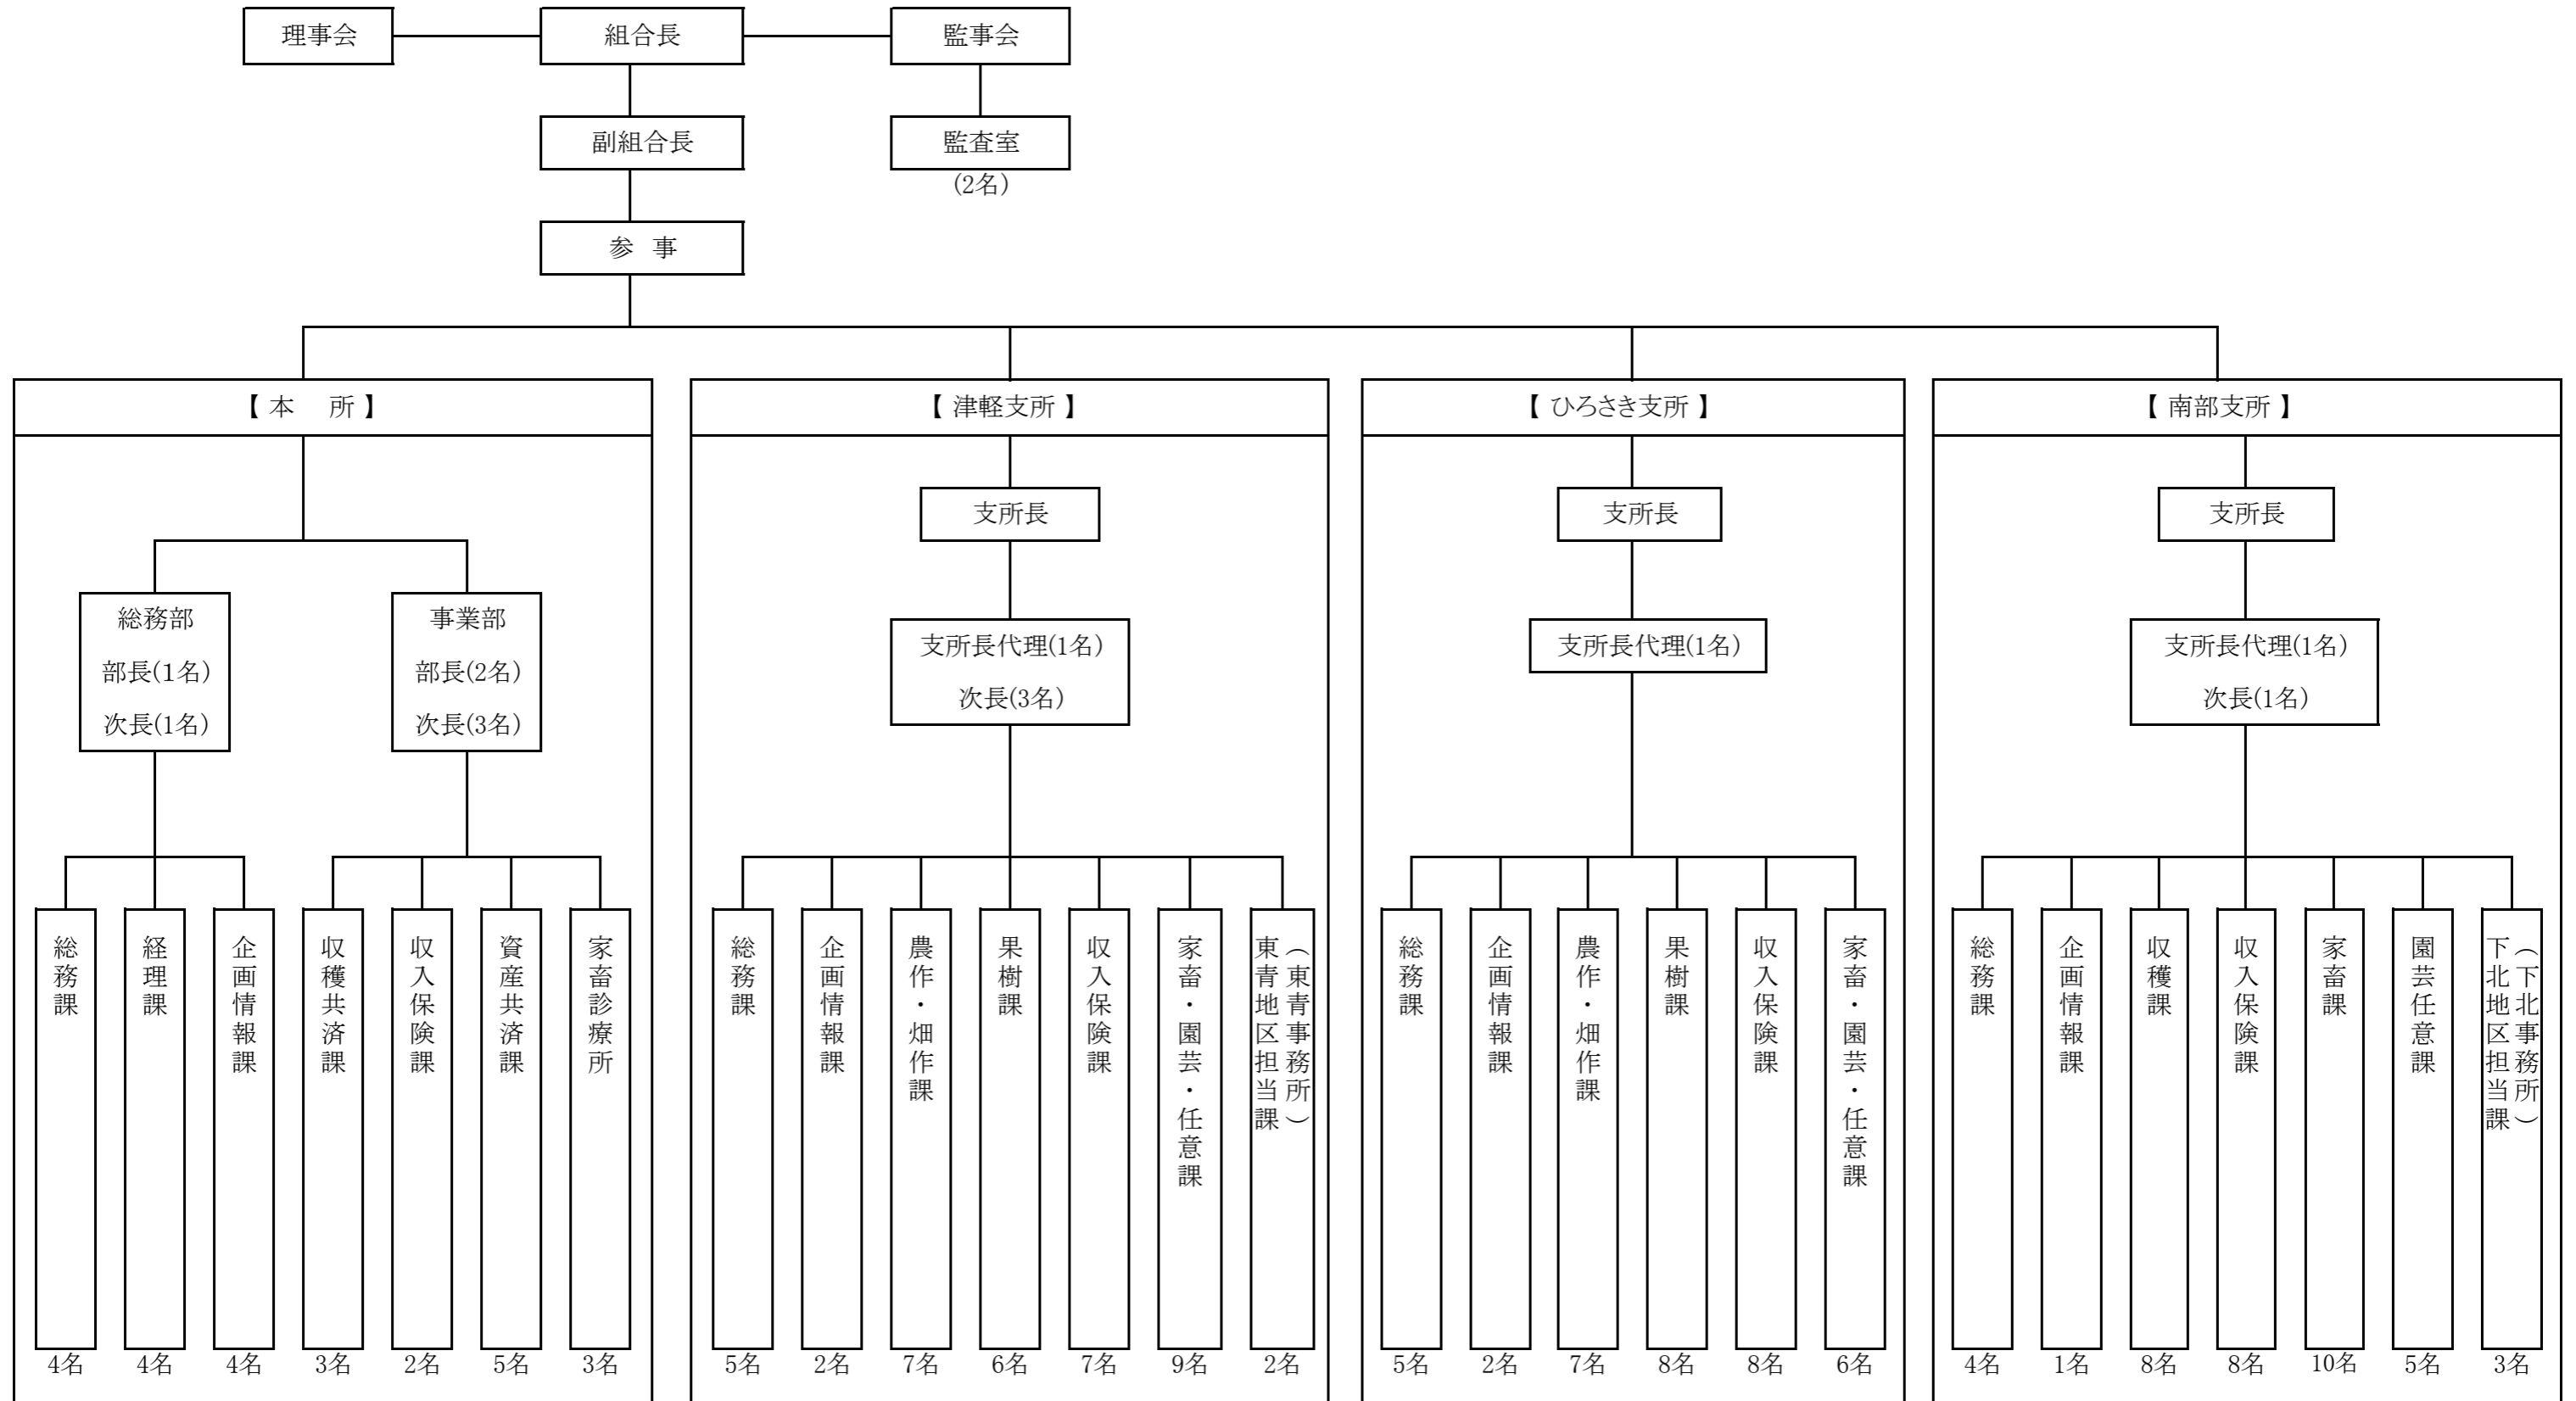 理事会
組合長
監事会
副組合長
監査室
(2名)
参 事
【 本 所 】
【 津軽支所 】
【 ひろさき支所 】
【 南部支所 】
支所長
支所長
支所長
総務部
部長(1名)
次長(1名)
事業部
部長(2名)
次長(3名)
支所長代理(1名)
次長(3名)
支所長代理(1名)
支所長代理(1名)
次長(1名)
総務課
経理課
企画情報課
収穫共済課
収入保険課
資産共済課
家畜診療所
総務課
企画情報課
農作・畑作課
果樹課
収入保険課
家畜・園芸・任意課
(東青事務所)
東青地区担当課
総務課
企画情報課
農作・畑作課
果樹課
収入保険課
家畜・園芸・任意課
総務課
企画情報課
収穫課
収入保険課
家畜課
園芸任意課
(下北事務所)
下北地区担当課
4名
4名
4名
3名
2名
5名
3名
5名
2名
7名
6名
7名
9名
2名
5名
2名
7名
8名
8名
6名
4名
1名
8名
8名
10名
5名
3名